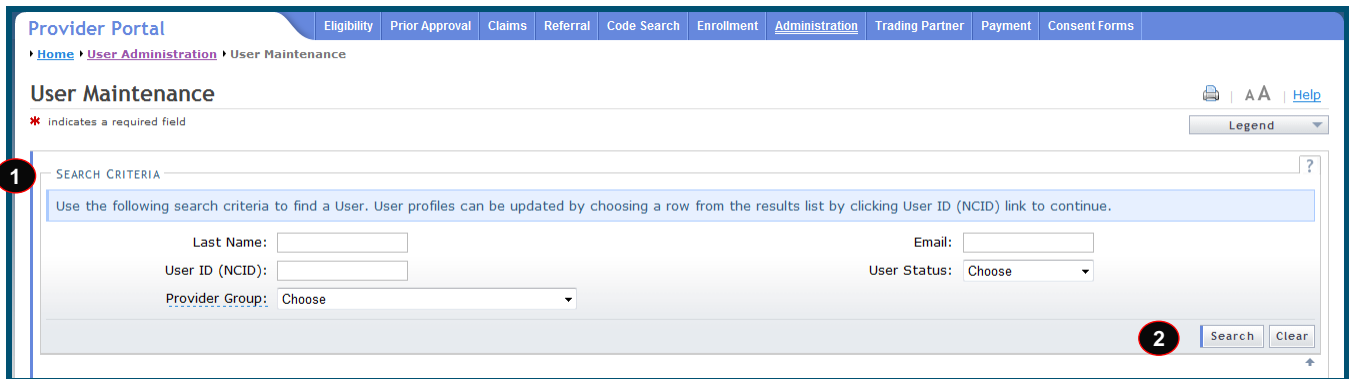 Provider Portal
Eligibility Prior Approval Claims Referral Code Search Enrollment Administration Trading Partner Payment Consent Forms
Home User Administration User Maintenance
User Maintenance
A A | Help
* indicates a required field
Legend
1
SEARCH CRITERIA
?
Use the following search criteria to find a User. User profiles can be updated by choosing a row from the results list by clicking User ID (NCID) link to continue.
Last Name: Email:
User ID (NCID): User Status: Choose
Provider Group: Choose
2 Search Clear